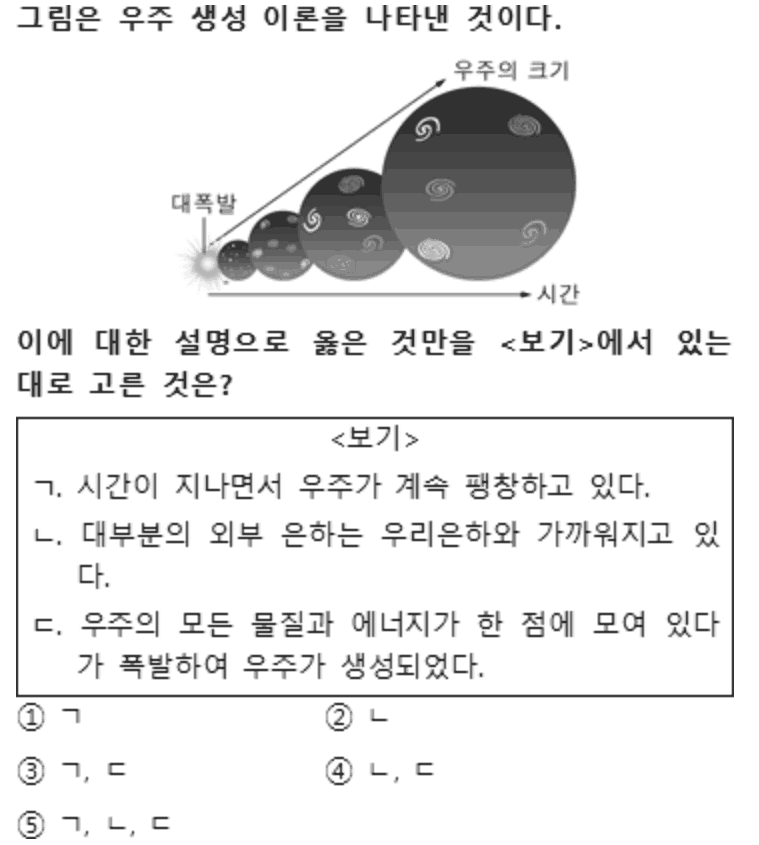 그림은 우주 생성 이론을 나타낸 것이다.
우주의 크기
대폭발
시간
이에 대한 설명으로 옳은 것만을 <보기>에서 있는
대로 고른 것은?
<보기>
ㄱ. 시간이 지나면서 우주가 계속 팽창하고 있다.
ㄴ. 대부분의 외부 은하는 우리은하와 가까워지고 있
다.
ㄷ. 우주의 모든 물질과 에너지가 한 점에 모여 있다
가 폭발하여 우주가 생성되었다.
① ㄱ ② ㄴ
③ ㄱ, ㄷ ④ ㄴ, ㄷ
⑤ ㄱ, ㄴ, ㄷ